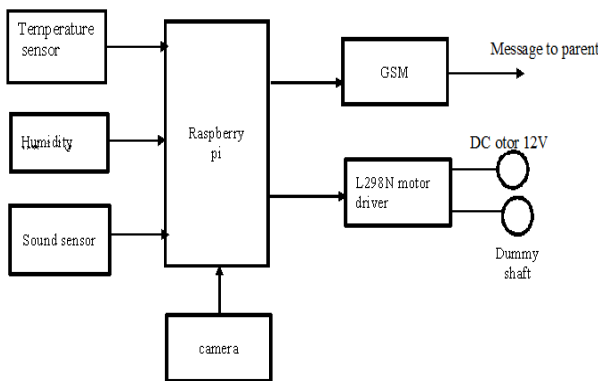 Temperature
sensor
Humidity
Sound sensor
Raspberry
pi
camera
GSM
Message to parent
L298N motor
driver
DC otor 12V
Dummy
shaft